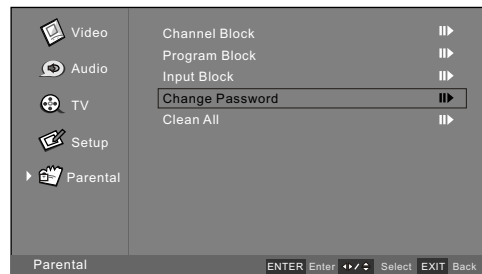 Video
Audio
TV
Setup
Parental
Channel Block
Program Block
Input Block
Change Password
Clean All
Parental
ENTER Enter Select EXIT Back